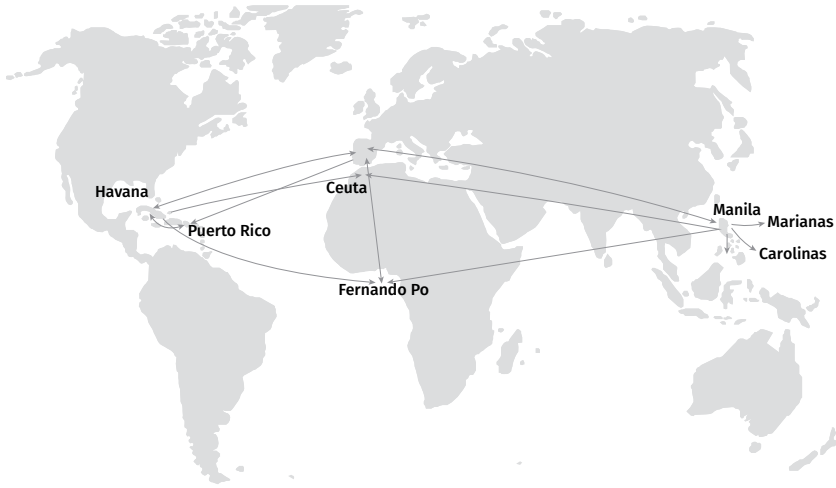 Havana
Ceuta
Manila
Marianas
Puerto Rico
Carolinas
Fernando Po